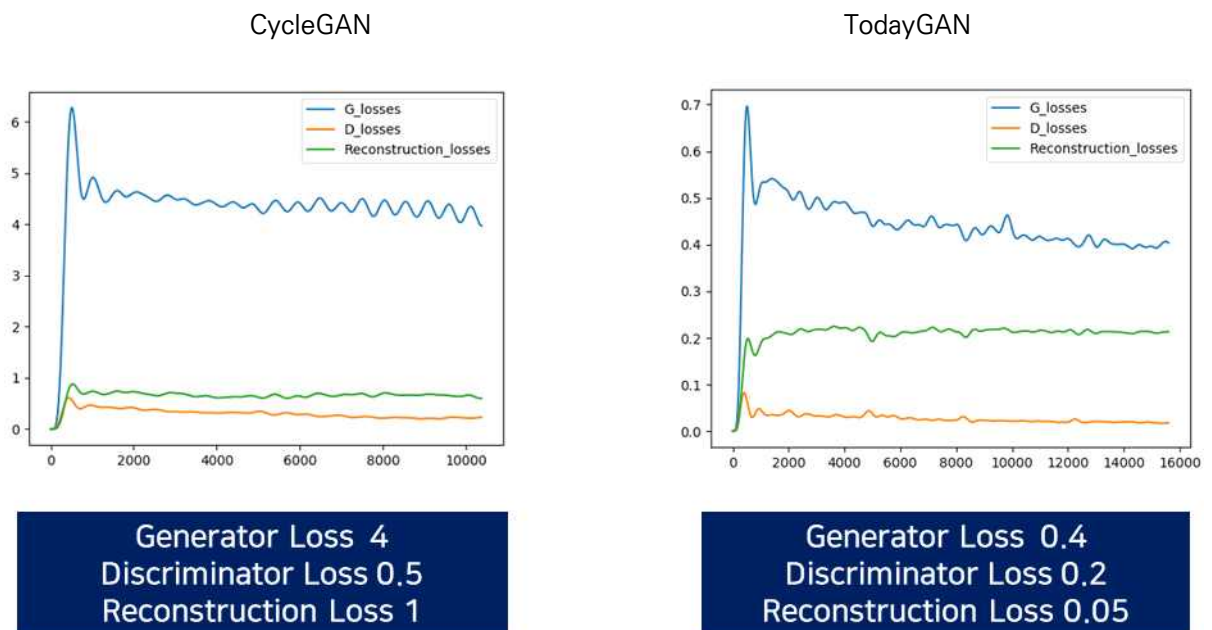 CycleGAN
G_losses
D_losses
Reconstruction_losses
6
5
4
3
2
1
0
0 2000 4000 6000 8000 10000
Generator Loss 4
Discriminator Loss 0.5
Reconstruction Loss 1
TodayGAN
G_losses
D_losses
Reconstruction_losses
0.7
0.6
0.5
0.4
0.3
0.2
0.1
0.0
0 2000 4000 6000 8000 10000 12000 14000 16000
Generator Loss 0.4
Discriminator Loss 0.2
Reconstruction Loss 0.05